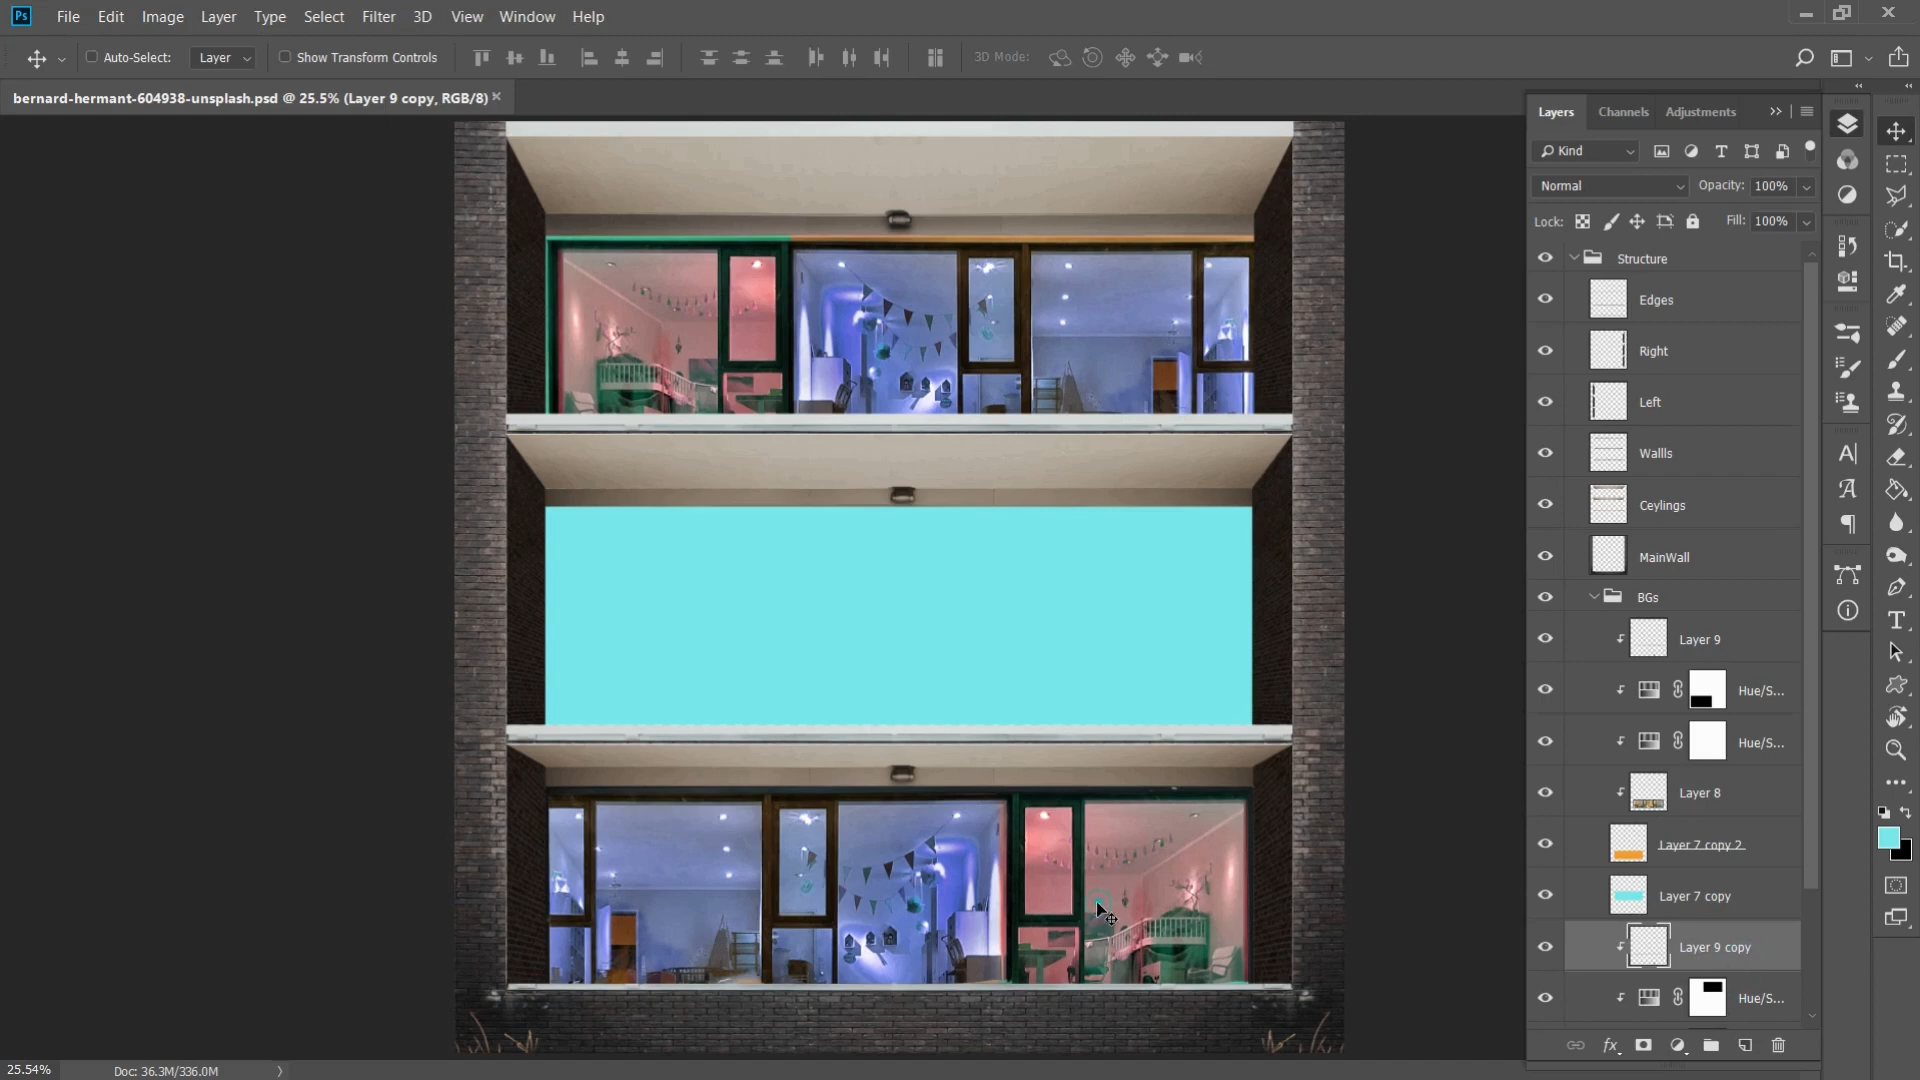 Ps File Edit Image Layer Type Select Filter 3D View Window Help
Auto-Select: Layer Show Transform Controls 3D Mode:
bernard-hermant-604938-unsplash.psd @ 25.5% (Layer 9 copy, RGB/8)
Layers Channels Adjustments
Kind
Normal Opacity: 100%
Lock: Fill: 100%
Structure
Edges
Right
Left
Wallls
Ceylings
MainWall
BGs
Layer 9
Hue/S...
Hue/S...
Layer 8
Layer 7 copy 2
Layer 7 copy
Layer 9 copy
Hue/S...
25.54% Doc: 36.3M/336.0M